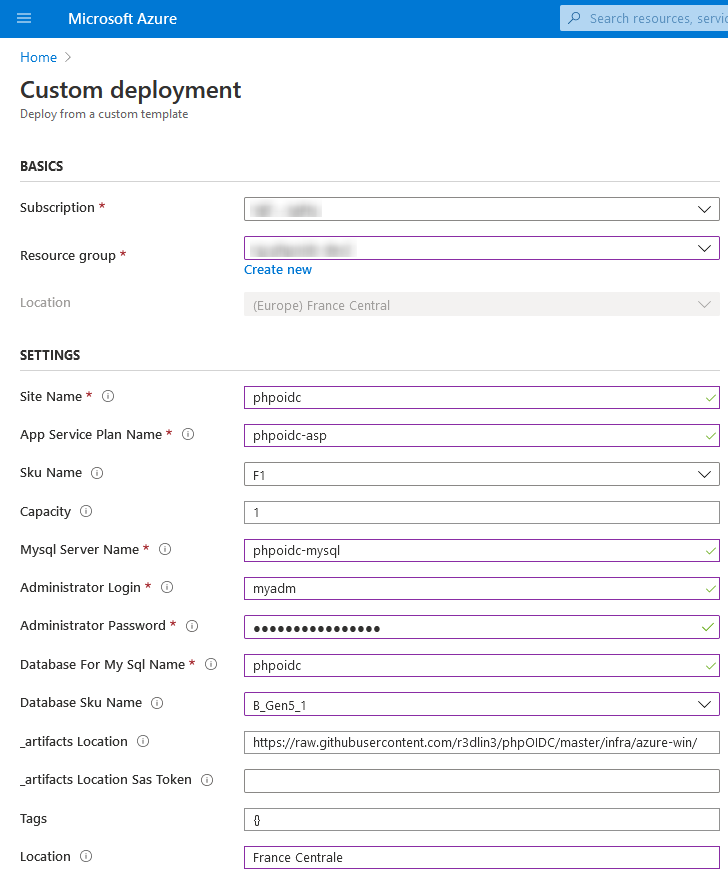 Microsoft Azure
Search resources, servic
Home
Custom deployment
Deploy from a custom template
BASICS
Subscription *
Resource group *
Create new
Location
(Europe) France Central
SETTINGS
Site Name *
phpoidc
App Service Plan Name *
phpoidc-asp
Sku Name
F1
Capacity
1
Mysql Server Name *
phpoidc-mysql
Administrator Login *
myadm
Administrator Password *
●●●●●●●●●●●●●●●●
Database For My Sql Name *
phpoidc
Database Sku Name
B_Gen5_1
_artifacts Location
https://raw.githubusercontent.com/r3dlin3/phpOIDC/master/infra/azure-win/
_artifacts Location Sas Token
Tags
{}
Location
France Centrale